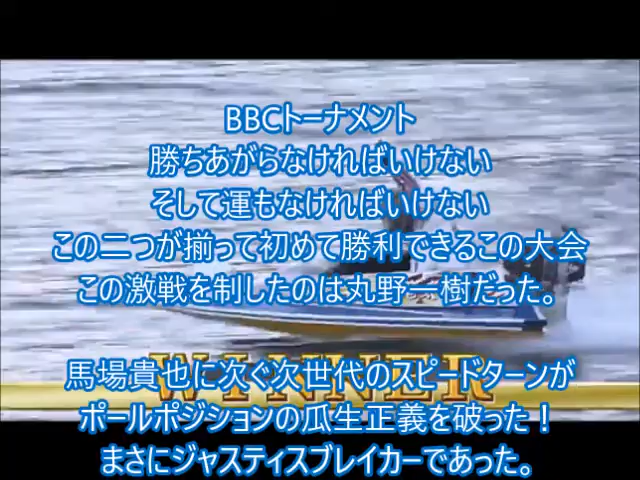 BBCトーナメント
勝ちあがらなければいけない
そして運もなければいけない
この二つが揃って初めて勝利できるこの大会
この激戦を制したのは丸野一樹だった。
WINNER
馬場貴也に次ぐ次世代のスピードターンが
ポールポジションの瓜生正義を破った！
まさにジャスティスブレイカーであった。